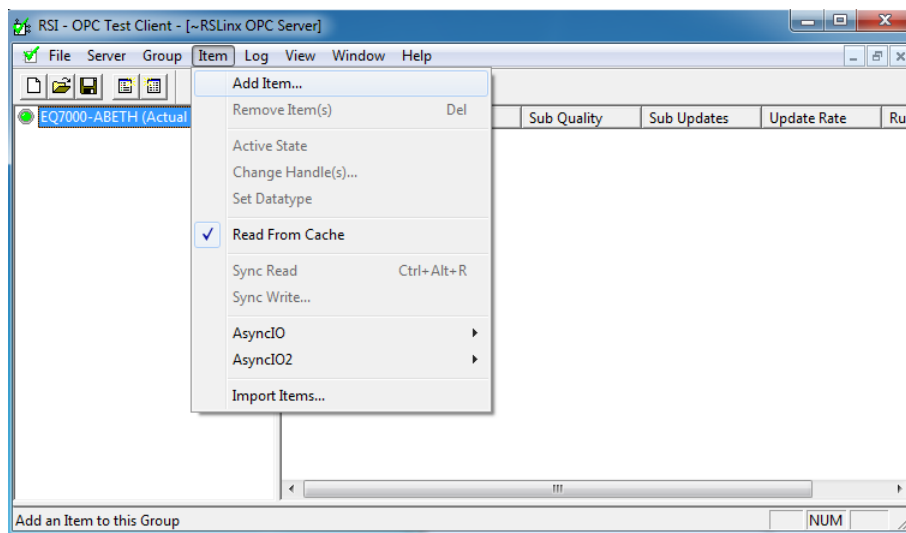 RSI - OPC Test Client - [~RSLinx OPC Server]
File Server Group Item Log View Window Help
Add Item...
EQ7000-ABETH (Actual
Remove Item(s) Del
Sub Quality Sub Updates Update Rate Ru
Active State
Change Handle(s)...
Set Datatype
Read From Cache
Sync Read Ctrl+Alt+R
Sync Write...
AsyncIO
AsyncIO2
Import Items...
Add an Item to this Group NUM